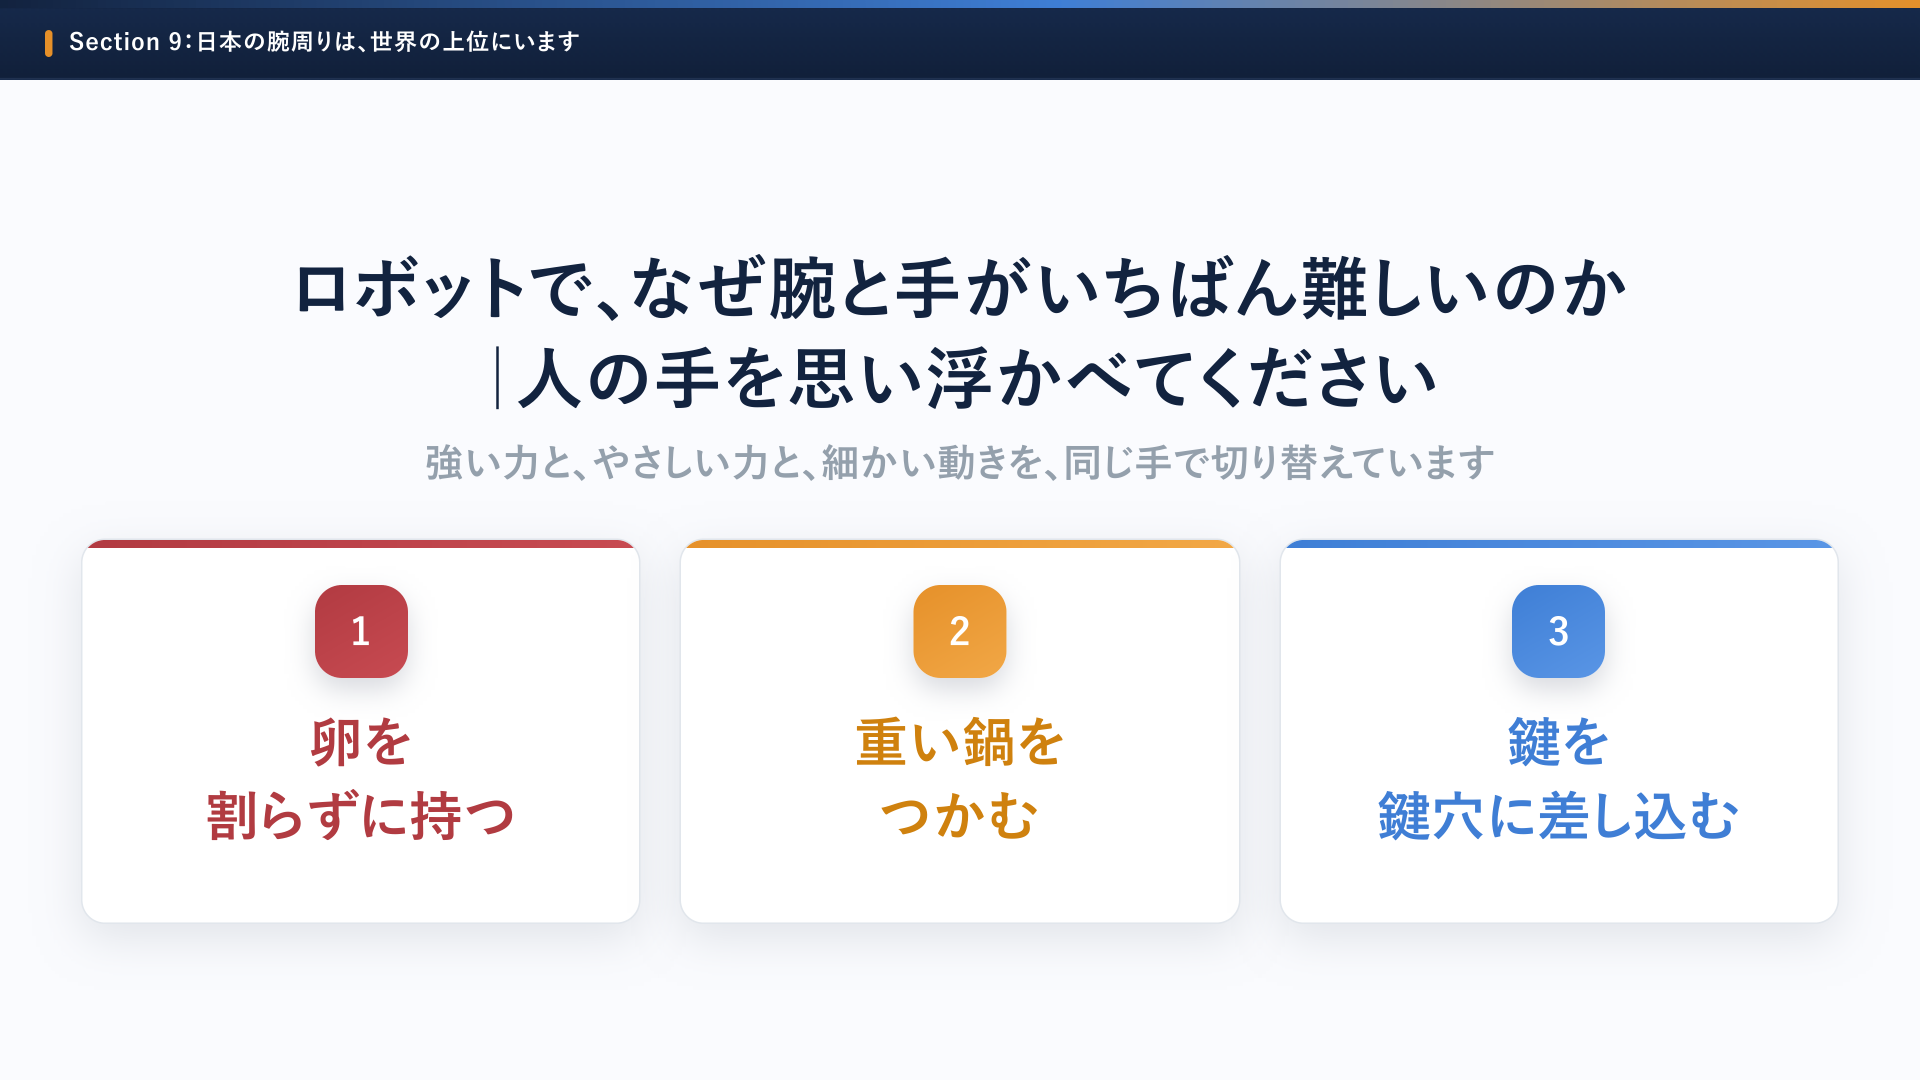 Section 9：日本の腕周りは、世界の上位にいます
ロボットで、なぜ腕と手がいちばん難しいのか
｜人の手を思い浮かべてください
強い力と、やさしい力と、細かい動きを、同じ手で切り替えています
1
卵を
割らずに持つ
2
重い鍋を
つかむ
3
鍵を
鍵穴に差し込む